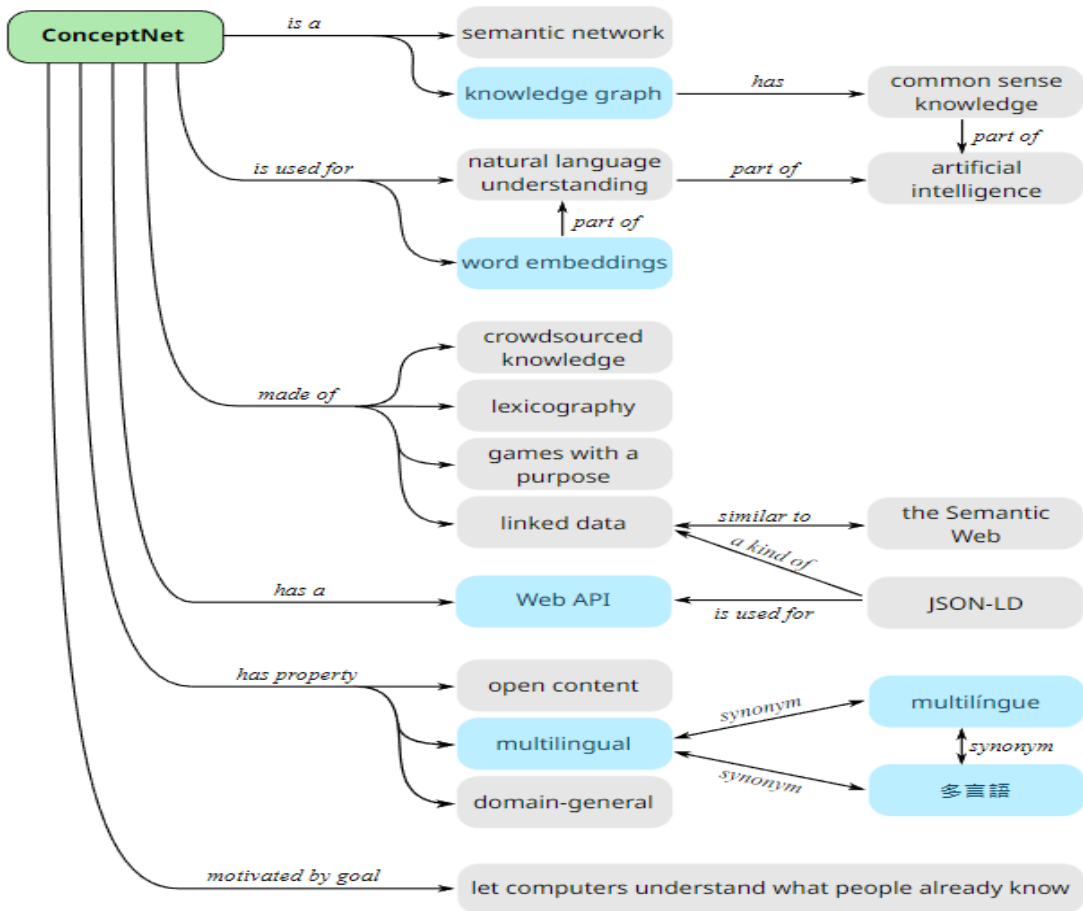 ConceptNet
is a
semantic network
knowledge graph
has
common sense
knowledge
part of
is used for
natural language
understanding
part of
artificial
intelligence
part of
word embeddings
crowdsourced
knowledge
made of
lexicography
games with a
purpose
linked data
similar to
the Semantic
Web
a kind of
has a
Web API
is used for
JSON-LD
has property
open content
multilingual
synonym
multilíngue
synonym
synonym
多言語
domain-general
motivated by goal
let computers understand what people already know